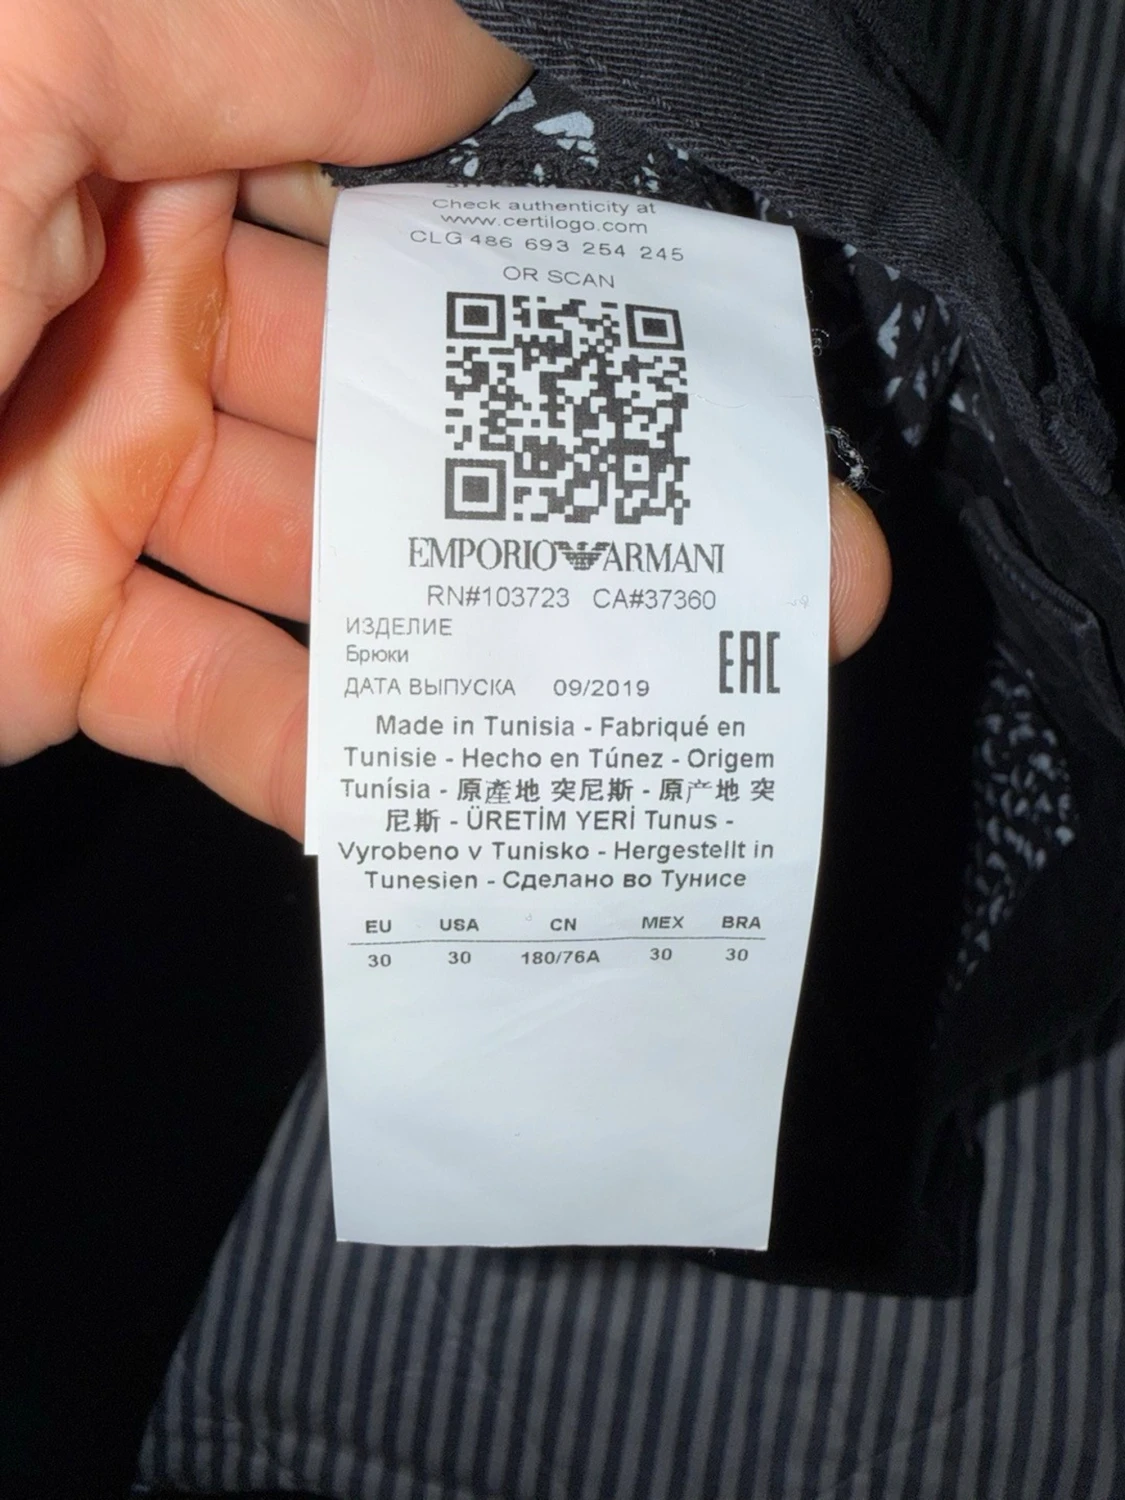 Check authenticity at
www.certilogo.com
CLG 486 693 254 245
OR SCAN
EMPORIO ARMANI
RN#103723 CA#37360
ИЗДЕЛИЕ
Брюки
ДАТА ВЫПУСКА 09/2019
EAC
Made in Tunisia - Fabriqué en
Tunisie - Hecho en Túnez - Origem
Tunísia - 原產地 突尼斯 - 原产地 突
尼斯 - ÜRETİM YERİ Tunus -
Vyrobeno v Tunisko - Hergestellt in
Tunesien - Сделано во Тунисе
EU USA CN MEX BRA
30 30 180/76A 30 30